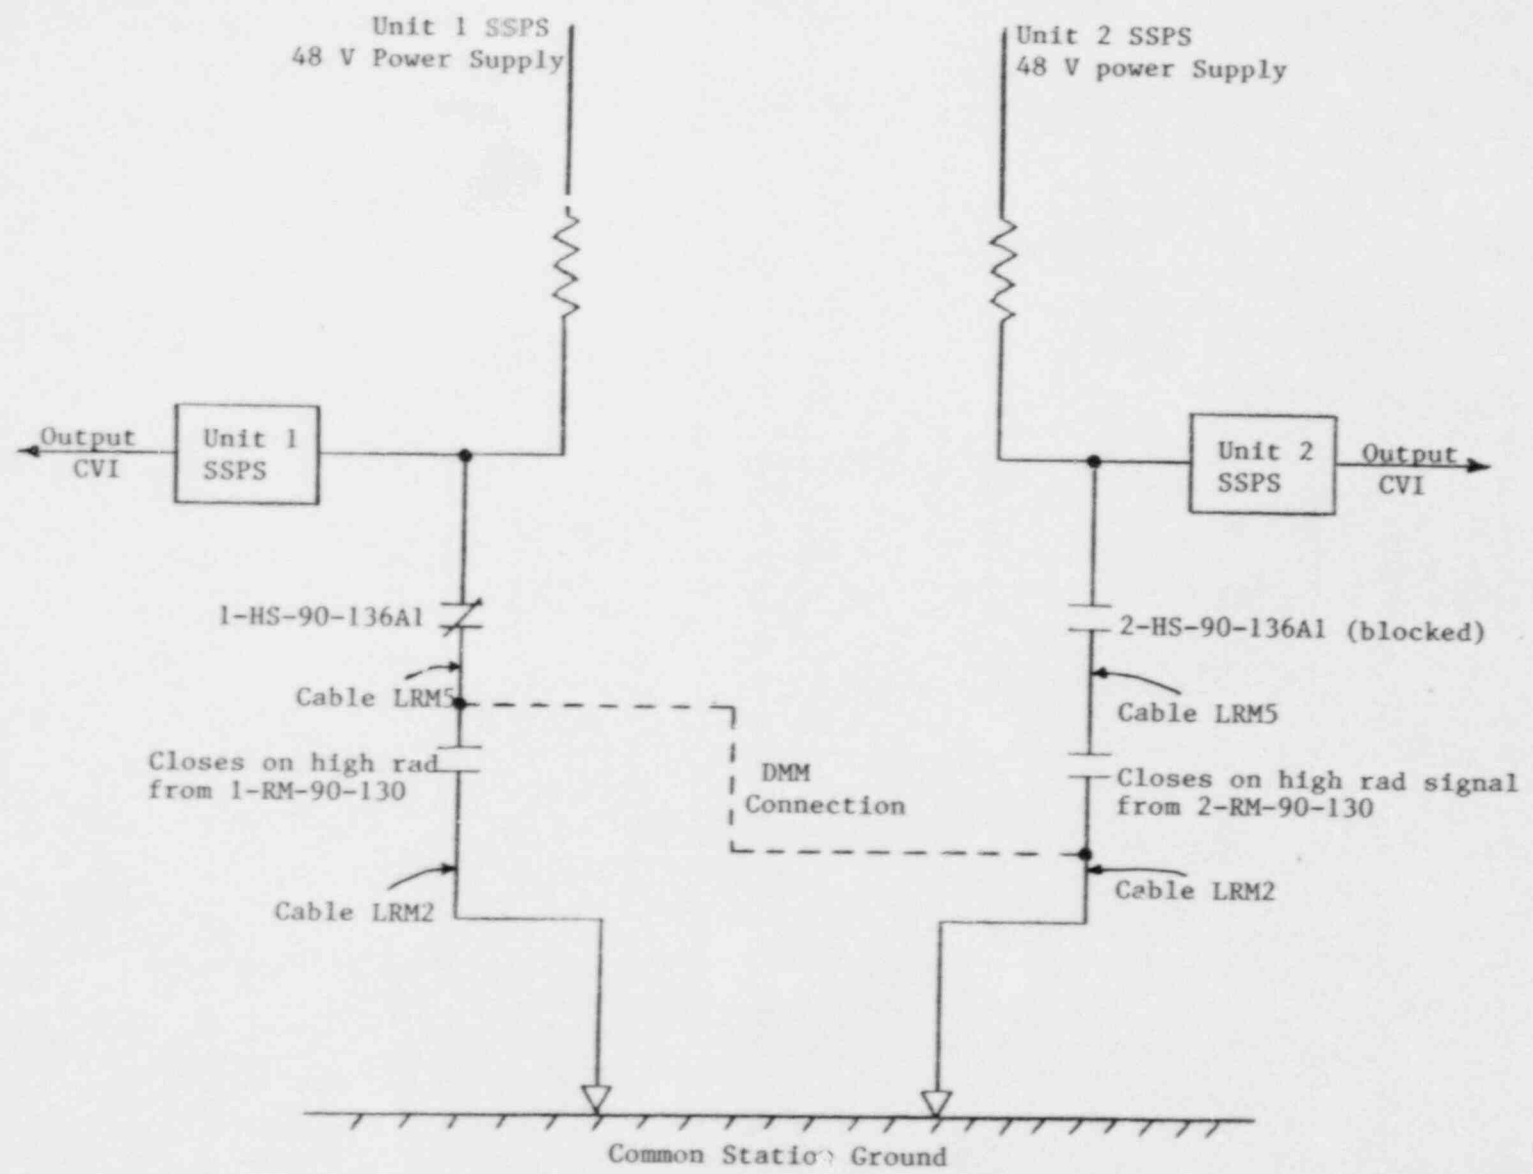 Unit 1 SSPS
48 V Power Supply
Unit 2 SSPS
48 V power Supply
Output
CVI
Unit 1
SSPS
Unit 2
SSPS
Output
CVI
1-HS-90-136A1
2-HS-90-136A1 (blocked)
Cable LRM5
Cable LRM5
Closes on high rad
from 1-RM-90-130
DMM
Connection
Closes on high rad signal
from 2-RM-90-130
Cable LRM2
Cable LRM2
Common Station Ground